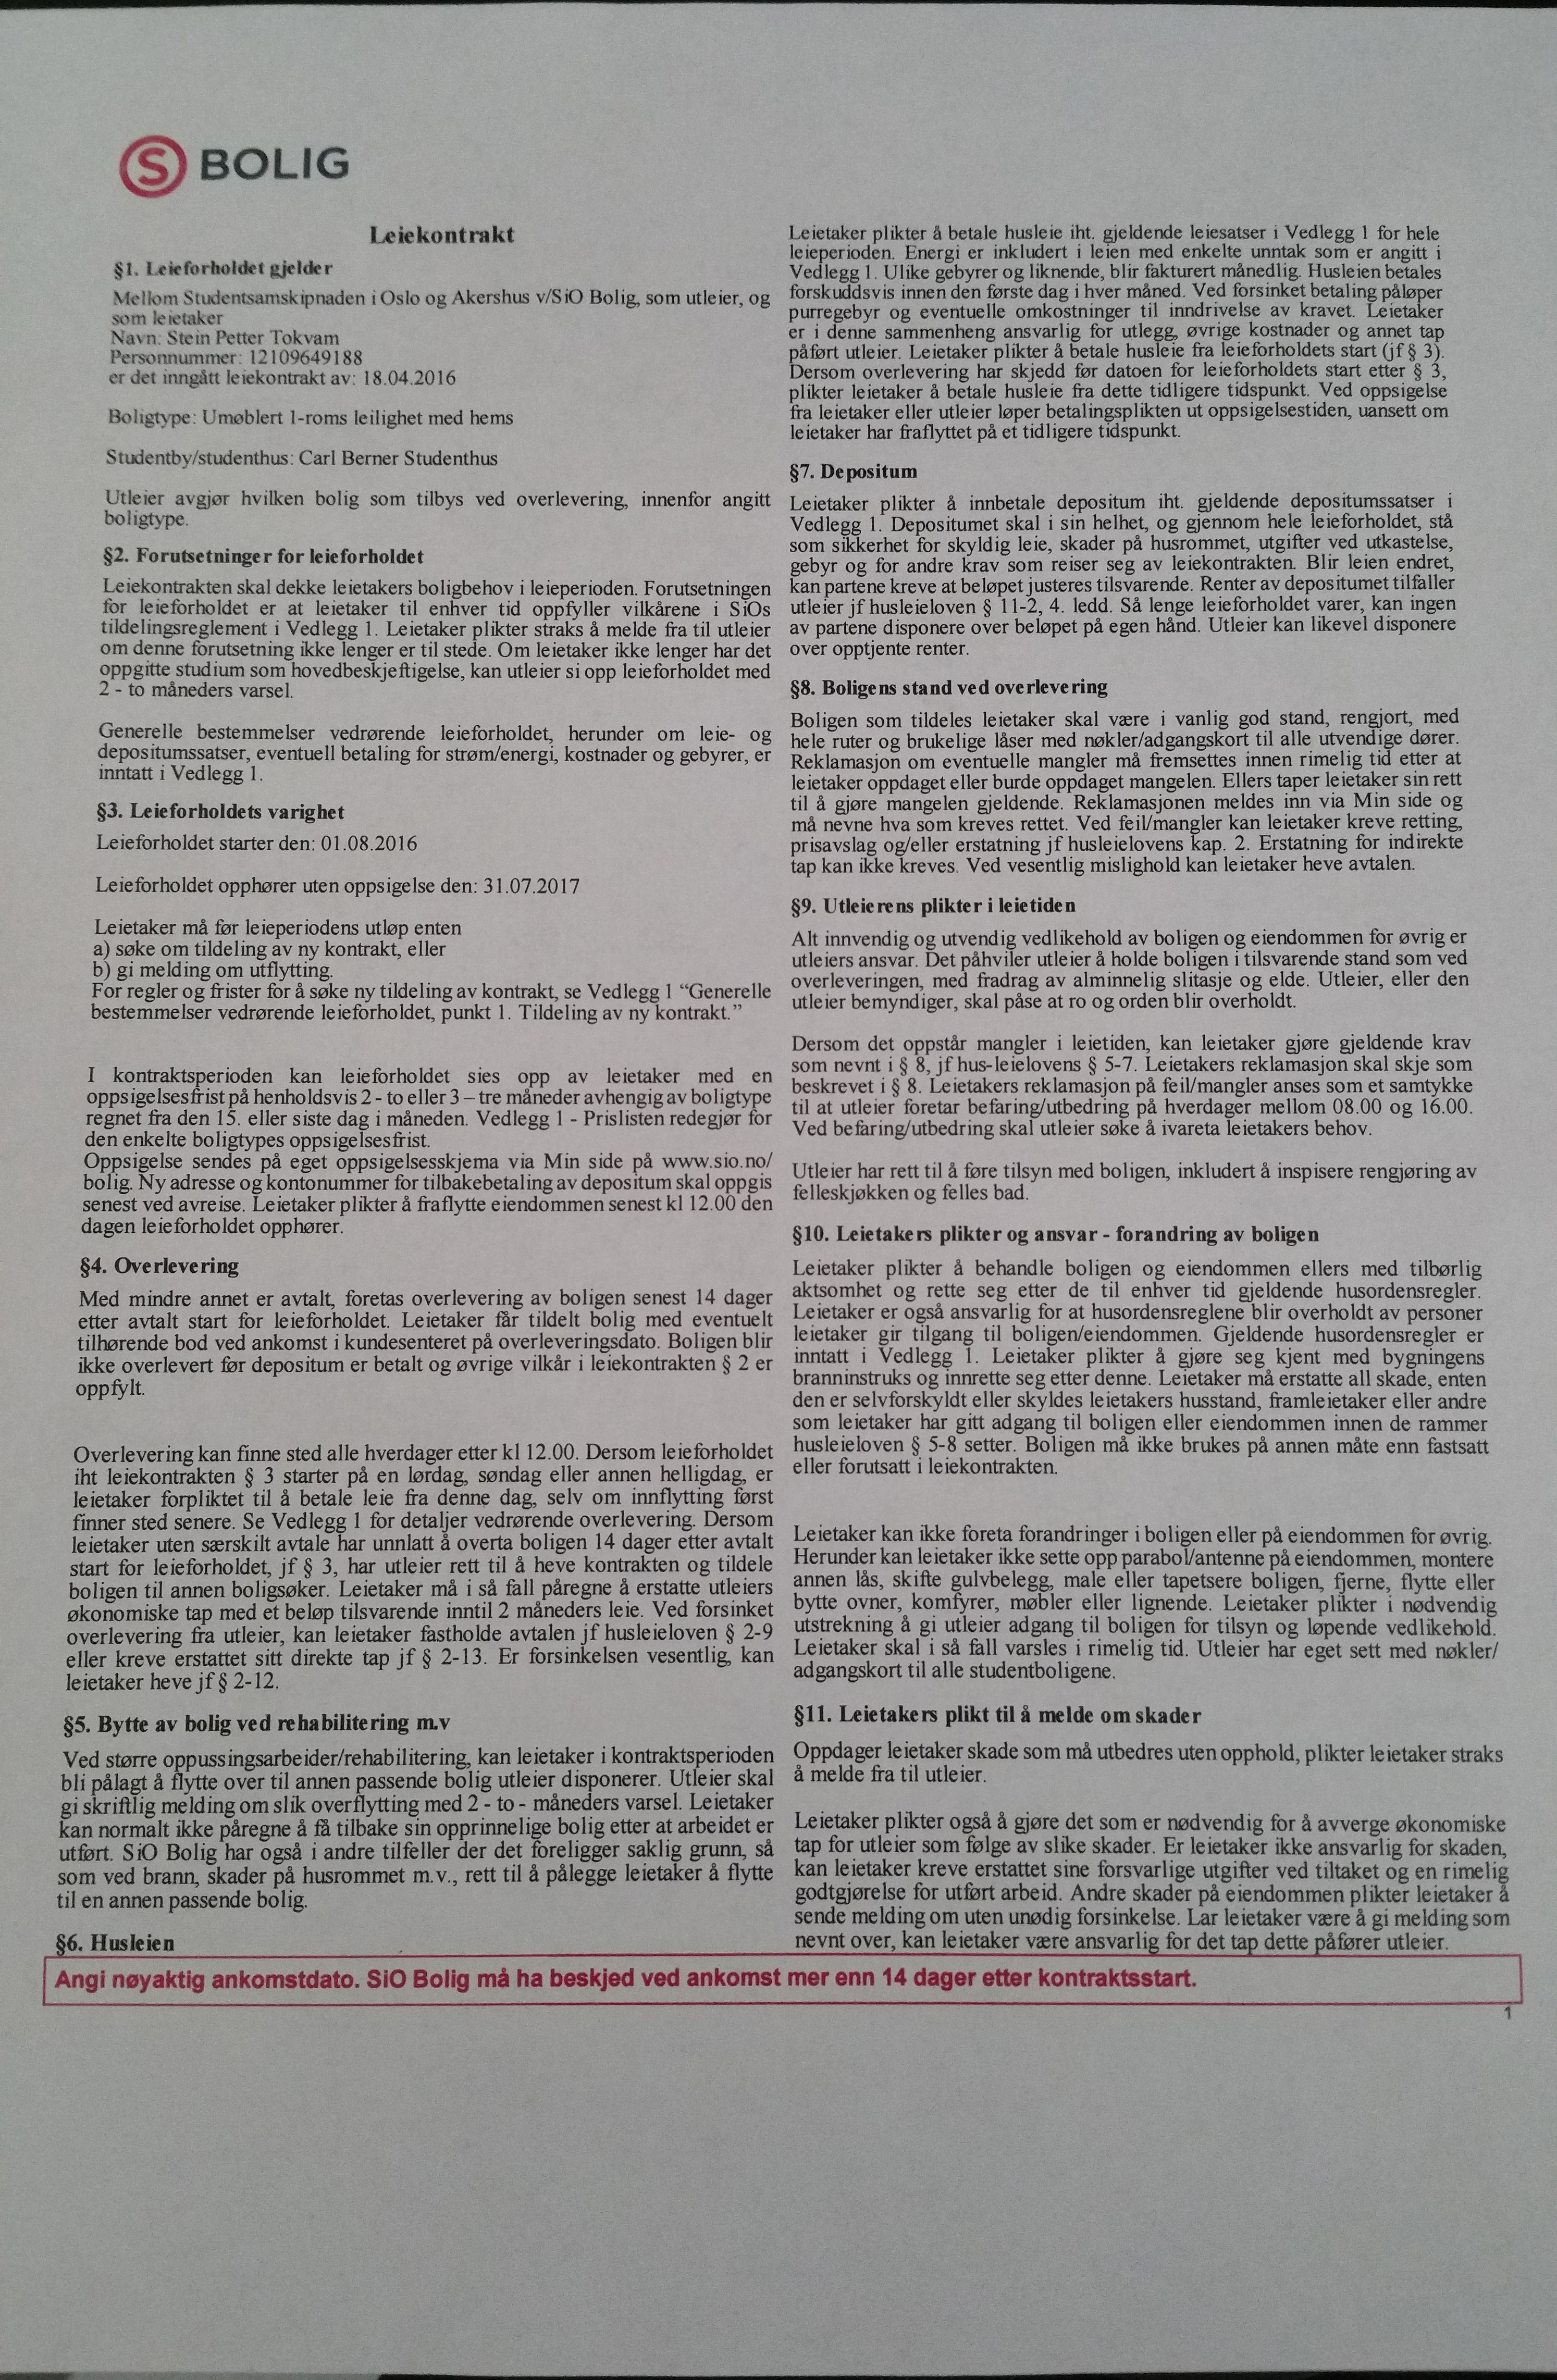 S BOLIG
Leiekontrakt
§1. Leieforholdet gjelder
Mellom Studentsamskipnaden i Oslo og Akershus v/SiO Bolig, som utleier, og
som leietaker
Navn: Stein Petter Tokvam
Personnummer: 12109649188
er det inngått leiekontrakt av: 18.04.2016
Boligtype: Umøblert 1-roms leilighet med hems
Studentby/studenthus: Carl Berner Studenthus
Utleier avgjør hvilken bolig som tilbys ved overlevering, innenfor angitt
boligtype.
§2. Forutsetninger for leieforholdet
Leiekontrakten skal dekke leietakers boligbehov i leieperioden. Forutsetningen
for leieforholdet er at leietaker til enhver tid oppfyller vilkårene i SiOs
tildelingsreglement i Vedlegg 1. Leietaker plikter straks å melde fra til utleier
om denne forutsetning ikke lenger er til stede. Om leietaker ikke lenger har det
oppgitte studium som hovedbeskjeftigelse, kan utleier si opp leieforholdet med
2 - to måneders varsel.
Generelle bestemmelser vedrørende leieforholdet, herunder om leie- og
depositumssatser, eventuell betaling for strøm/energi, kostnader og gebyrer, er
inntatt i Vedlegg 1.
§3. Leieforholdets varighet
Leieforholdet starter den: 01.08.2016
Leieforholdet opphører uten oppsigelse den: 31.07.2017
Leietaker må før leieperiodens utløp enten
a) søke om tildeling av ny kontrakt, eller
b) gi melding om utflytting.
For regler og frister for å søke ny tildeling av kontrakt, se Vedlegg 1 “Generelle
bestemmelser vedrørende leieforholdet, punkt 1. Tildeling av ny kontrakt.”
I kontraktsperioden kan leieforholdet sies opp av leietaker med en
oppsigelsesfrist på henholdsvis 2 - to eller 3 – tre måneder avhengig av boligtype
regnet fra den 15. eller siste dag i måneden. Vedlegg 1 - Prislisten redegjør for
den enkelte boligtypes oppsigelsesfrist.
Oppsigelse sendes på eget oppsigelsesskjema via Min side på www.sio.no/
bolig. Ny adresse og kontonummer for tilbakebetaling av depositum skal oppgis
senest ved avreise. Leietaker plikter å fraflytte eiendommen senest kl 12.00 den
dagen leieforholdet opphører.
§4. Overlevering
Med mindre annet er avtalt, foretas overlevering av boligen senest 14 dager
etter avtalt start for leieforholdet. Leietaker får tildelt bolig med eventuelt
tilhørende bod ved ankomst i kundesenteret på overleveringsdato. Boligen blir
ikke overlevert før depositum er betalt og øvrige vilkår i leiekontrakten § 2 er
oppfylt.
Overlevering kan finne sted alle hverdager etter kl 12.00. Dersom leieforholdet
iht leiekontrakten § 3 starter på en lørdag, søndag eller annen helligdag, er
leietaker forpliktet til å betale leie fra denne dag, selv om innflytting først
finner sted senere. Se Vedlegg 1 for detaljer vedrørende overlevering. Dersom
leietaker uten særskilt avtale har unnlatt å overta boligen 14 dager etter avtalt
start for leieforholdet, jf § 3, har utleier rett til å heve kontrakten og tildele
boligen til annen boligsøker. Leietaker må i så fall påregne å erstatte utleiers
økonomiske tap med et beløp tilsvarende inntil 2 måneders leie. Ved forsinket
overlevering fra utleier, kan leietaker fastholde avtalen jf husleieloven § 2-9
eller kreve erstattet sitt direkte tap jf § 2-13. Er forsinkelsen vesentlig, kan
leietaker heve jf § 2-12.
§5. Bytte av bolig ved rehabilitering m.v
Ved større oppussingsarbeider/rehabilitering, kan leietaker i kontraktsperioden
bli pålagt å flytte over til annen passende bolig utleier disponerer. Utleier skal
gi skriftlig melding om slik overflytting med 2 - to - måneders varsel. Leietaker
kan normalt ikke påregne å få tilbake sin opprinnelige bolig etter at arbeidet er
utført. SiO Bolig har også i andre tilfeller der det foreligger saklig grunn, så
som ved brann, skader på husrommet m.v., rett til å pålegge leietaker å flytte
til en annen passende bolig.
§6. Husleien
Leietaker plikter å betale husleie iht. gjeldende leiesatser i Vedlegg 1 for hele
leieperioden. Energi er inkludert i leien med enkelte unntak som er angitt i
Vedlegg 1. Ulike gebyrer og liknende, blir fakturert månedlig. Husleien betales
forskuddsvis innen den første dag i hver måned. Ved forsinket betaling påløper
purregebyr og eventuelle omkostninger til inndrivelse av kravet. Leietaker
er i denne sammenheng ansvarlig for utlegg, øvrige kostnader og annet tap
påført utleier. Leietaker plikter å betale husleie fra leieforholdets start (jf § 3).
Dersom overlevering har skjedd før datoen for leieforholdets start etter § 3,
plikter leietaker å betale husleie fra dette tidligere tidspunkt. Ved oppsigelse
fra leietaker eller utleier løper betalingsplikten ut oppsigelsestiden, uansett om
leietaker har fraflyttet på et tidligere tidspunkt.
§7. Depositum
Leietaker plikter å innbetale depositum iht. gjeldende depositumssatser i
Vedlegg 1. Depositumet skal i sin helhet, og gjennom hele leieforholdet, stå
som sikkerhet for skyldig leie, skader på husrommet, utgifter ved utkastelse,
gebyr og for andre krav som reiser seg av leiekontrakten. Blir leien endret,
kan partene kreve at beløpet justeres tilsvarende. Renter av depositumet tilfaller
utleier jf husleieloven § 11-2, 4. ledd. Så lenge leieforholdet varer, kan ingen
av partene disponere over beløpet på egen hånd. Utleier kan likevel disponere
over opptjente renter.
§8. Boligens stand ved overlevering
Boligen som tildeles leietaker skal være i vanlig god stand, rengjort, med
hele ruter og brukelige låser med nøkler/adgangskort til alle utvendige dører.
Reklamasjon om eventuelle mangler må fremsettes innen rimelig tid etter at
leietaker oppdaget eller burde oppdaget mangelen. Ellers taper leietaker sin rett
til å gjøre mangelen gjeldende. Reklamasjonen meldes inn via Min side og
må nevne hva som kreves rettet. Ved feil/mangler kan leietaker kreve retting,
prisavslag og/eller erstatning jf husleielovens kap. 2. Erstatning for indirekte
tap kan ikke kreves. Ved vesentlig mislighold kan leietaker heve avtalen.
§9. Utleierens plikter i leietiden
Alt innvendig og utvendig vedlikehold av boligen og eiendommen for øvrig er
utleiers ansvar. Det påhviler utleier å holde boligen i tilsvarende stand som ved
overleveringen, med fradrag av alminnelig slitasje og elde. Utleier, eller den
utleier bemyndiger, skal påse at ro og orden blir overholdt.
Dersom det oppstår mangler i leietiden, kan leietaker gjøre gjeldende krav
som nevnt i § 8, jf hus-leielovens § 5-7. Leietakers reklamasjon skal skje som
beskrevet i § 8. Leietakers reklamasjon på feil/mangler anses som et samtykke
til at utleier foretar befaring/utbedring på hverdager mellom 08.00 og 16.00.
Ved befaring/utbedring skal utleier søke å ivareta leietakers behov.
Utleier har rett til å føre tilsyn med boligen, inkludert å inspisere rengjøring av
felleskjøkken og felles bad.
§10. Leietakers plikter og ansvar - forandring av boligen
Leietaker plikter å behandle boligen og eiendommen ellers med tilbørlig
aktsomhet og rette seg etter de til enhver tid gjeldende husordensregler.
Leietaker er også ansvarlig for at husordensreglene blir overholdt av personer
leietaker gir tilgang til boligen/eiendommen. Gjeldende husordensregler er
inntatt i Vedlegg 1. Leietaker plikter å gjøre seg kjent med bygningens
branninstruks og innrette seg etter denne. Leietaker må erstatte all skade, enten
den er selvforskyldt eller skyldes leietakers husstand, framleietaker eller andre
som leietaker har gitt adgang til boligen eller eiendommen innen de rammer
husleieloven § 5-8 setter. Boligen må ikke brukes på annen måte enn fastsatt
eller forutsatt i leiekontrakten.
Leietaker kan ikke foreta forandringer i boligen eller på eiendommen for øvrig.
Herunder kan leietaker ikke sette opp parabol/antenne på eiendommen, montere
annen lås, skifte gulvbelegg, male eller tapetsere boligen, fjerne, flytte eller
bytte ovner, komfyrer, møbler eller lignende. Leietaker plikter i nødvendig
utstrekning å gi utleier adgang til boligen for tilsyn og løpende vedlikehold.
Leietaker skal i så fall varsles i rimelig tid. Utleier har eget sett med nøkler/
adgangskort til alle studentboligene.
§11. Leietakers plikt til å melde om skader
Oppdager leietaker skade som må utbedres uten opphold, plikter leietaker straks
å melde fra til utleier.
Leietaker plikter også å gjøre det som er nødvendig for å avverge økonomiske
tap for utleier som følge av slike skader. Er leietaker ikke ansvarlig for skaden,
kan leietaker kreve erstattet sine forsvarlige utgifter ved tiltaket og en rimelig
godtgjørelse for utført arbeid. Andre skader på eiendommen plikter leietaker å
sende melding om uten unødig forsinkelse. Lar leietaker være å gi melding som
nevnt over, kan leietaker være ansvarlig for det tap dette påfører utleier.
Angi nøyaktig ankomstdato. SiO Bolig må ha beskjed ved ankomst mer enn 14 dager etter kontraktsstart.
1